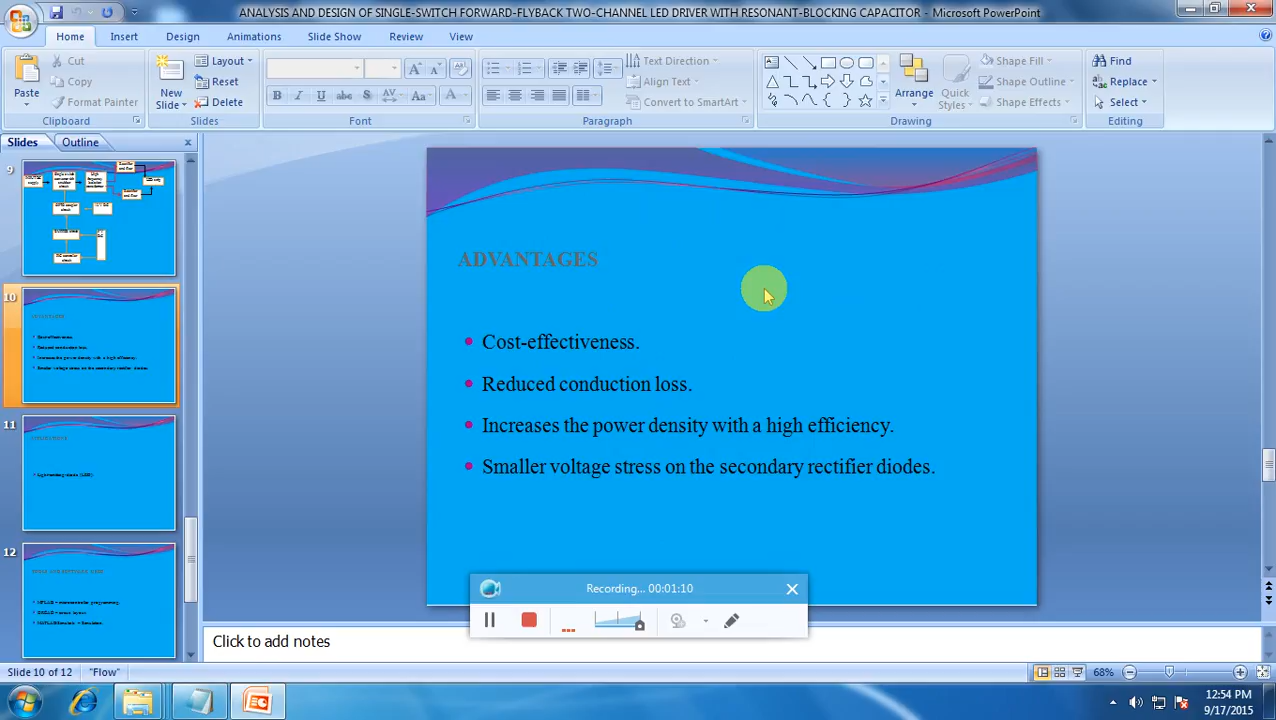 ANALYSIS AND DESIGN OF SINGLE-SWITCH FORWARD-FLYBACK TWO-CHANNEL LED DRIVER WITH RESONANT-BLOCKING CAPACITOR - Microsoft PowerPoint
Home Insert Design Animations Slide Show Review View
Paste
Cut
Copy
Format Painter
Clipboard
New Slide
Layout
Reset
Delete
Slides
Font
Text Direction
Align Text
Convert to SmartArt
Paragraph
Arrange
Quick Styles
Shape Fill
Shape Outline
Shape Effects
Drawing
Find
Replace
Select
Editing
Slides Outline
9
10
11
12
ADVANTAGES
Cost-effectiveness.
Reduced conduction loss.
Increases the power density with a high efficiency.
Smaller voltage stress on the secondary rectifier diodes.
Recording... 00:01:10
Click to add notes
Slide 10 of 12 "Flow" 68%
12:54 PM
9/17/2015